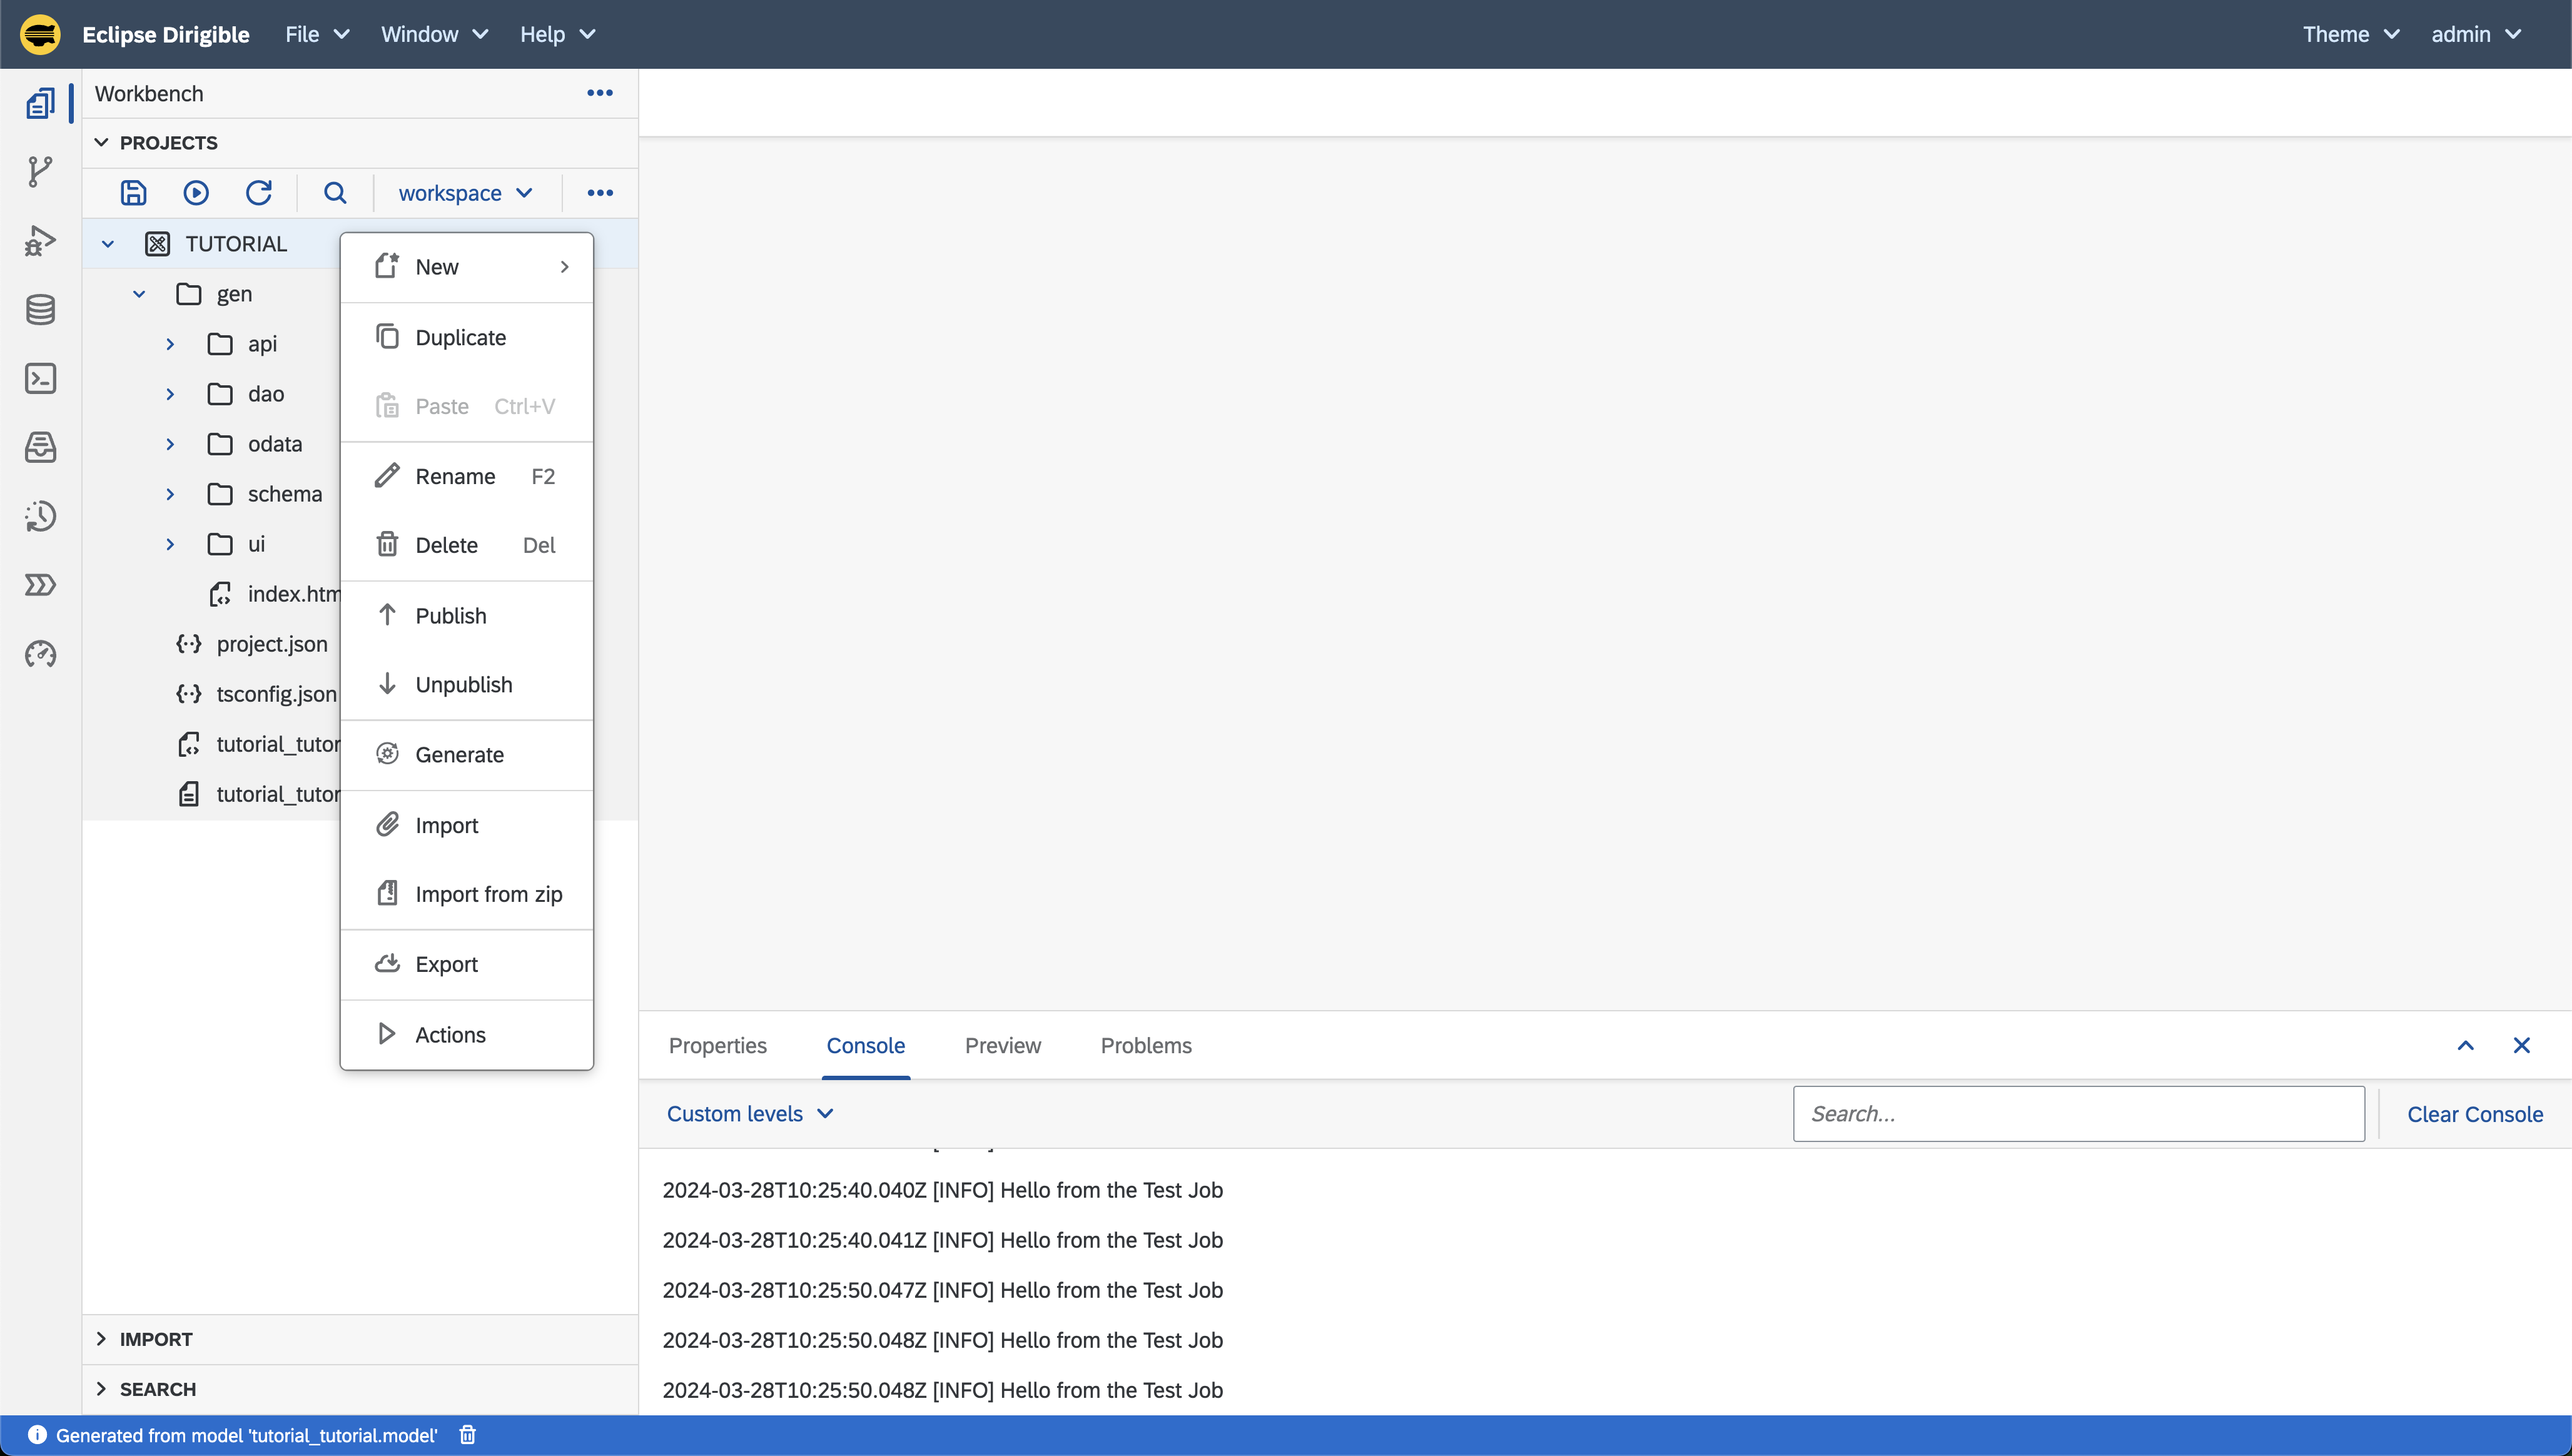 Eclipse Dirigible File Window Help Theme admin
Workbench
PROJECTS
workspace
TUTORIAL
gen
api
dao
odata
schema
ui
index.htm
project.json
tsconfig.json
tutorial_tutor
tutorial_tutor
New
Duplicate
Paste Ctrl+V
Rename F2
Delete Del
Publish
Unpublish
Generate
Import
Import from zip
Export
Actions
Properties Console Preview Problems
Custom levels Search... Clear Console
2024-03-28T10:25:40.040Z [INFO] Hello from the Test Job
2024-03-28T10:25:40.041Z [INFO] Hello from the Test Job
2024-03-28T10:25:50.047Z [INFO] Hello from the Test Job
2024-03-28T10:25:50.048Z [INFO] Hello from the Test Job
2024-03-28T10:25:50.048Z [INFO] Hello from the Test Job
IMPORT
SEARCH
Generated from model 'tutorial_tutorial.model'